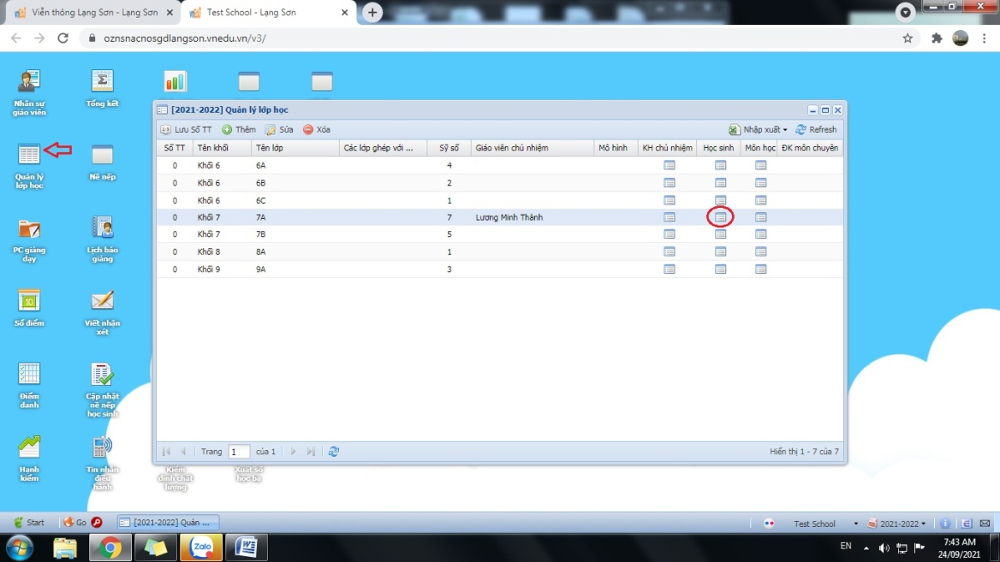 Viễn thông Lạng Sơn - Lạng Sơn
Test School - Lạng Sơn
oznsnacnosgdlangson.vnedu.vn/v3/
Nhân sự giáo viên
Tổng kết
Quản lý lớp học
Nề nếp
PC giảng dạy
Lịch báo giảng
Sổ điểm
10
Viết nhận xét
Điểm danh
Cập nhật nề nếp học sinh
Hạnh kiểm
Tin nhắn điều hành
Kiểm định chất lượng
Xuất sổ học bạ
[2021-2022] Quản lý lớp học
Lưu Số TT Thêm Sửa Xóa Nhập xuất Refresh
Số TT Tên khối Tên lớp Các lớp ghép với ... Sỹ số Giáo viên chủ nhiệm Mô hình KH chủ nhiệm Học sinh Môn học ĐK môn chuyên
0 Khối 6 6A 4
0 Khối 6 6B 2
0 Khối 6 6C 1
0 Khối 7 7A 7 Lương Minh Thành
0 Khối 7 7B 5
0 Khối 8 8A 1
0 Khối 9 9A 3
Trang 1 của 1 Hiển thị 1 - 7 của 7
Start Go [2021-2022] Quản ... Test School 2021-2022
Zalo EN 7:43 AM
24/09/2021